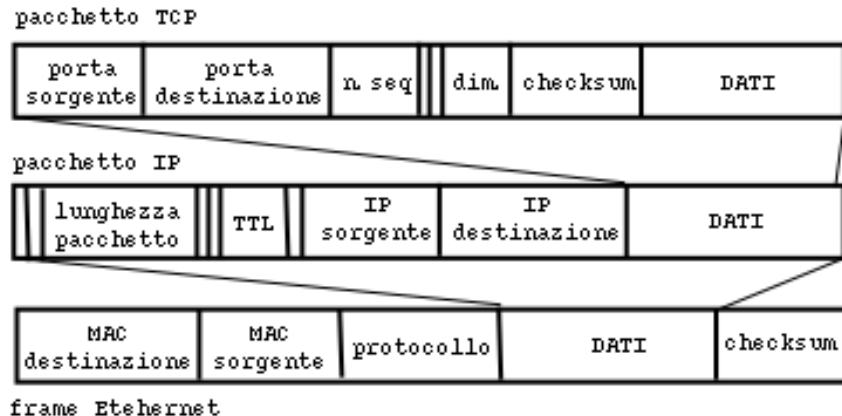 pacchetto TCP
porta sorgente
porta destinazione
n. seq
dim.
checksum
DATI
pacchetto IP
lunghezza pacchetto
TTL
IP sorgente
IP destinazione
DATI
MAC destinazione
MAC sorgente
protocollo
DATI
checksum
frame Etehernet